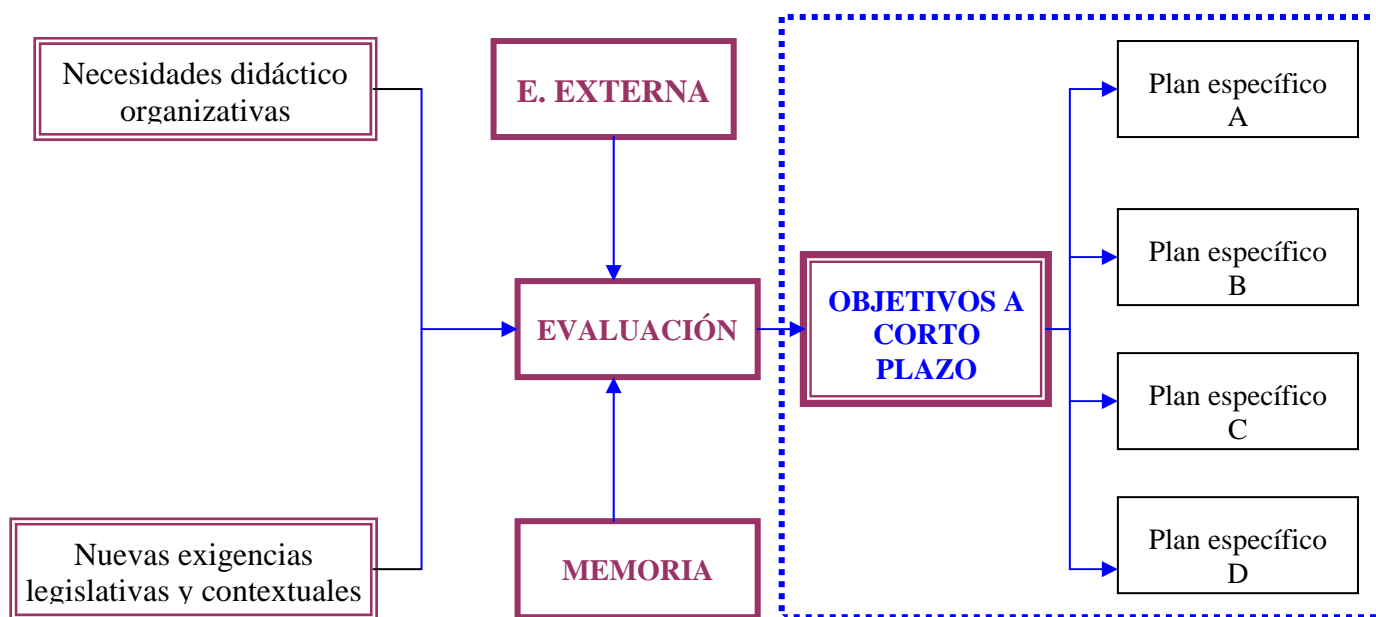 Necesidades didáctico
organizativas
E. EXTERNA
Plan específico
A
Plan específico
B
EVALUACIÓN
OBJETIVOS A
CORTO
PLAZO
Plan específico
C
Nuevas exigencias
legislativas y contextuales
MEMORIA
Plan específico
D